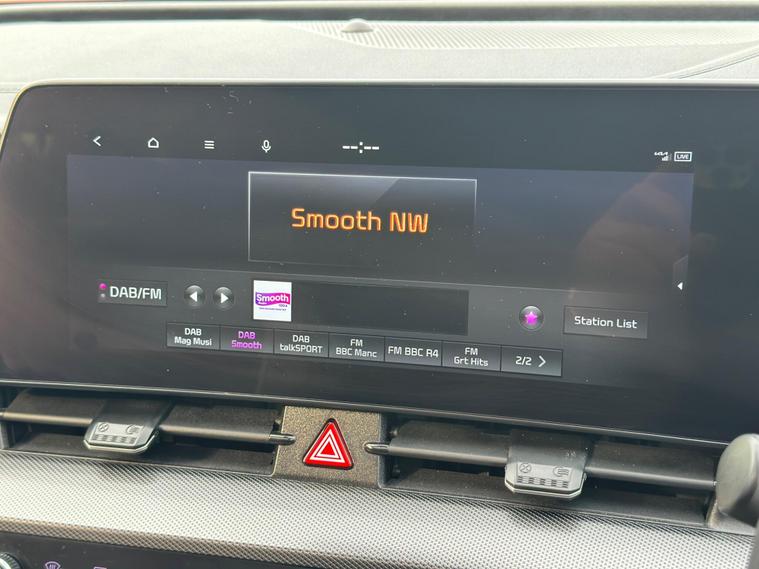 --:--
LIVE
Smooth NW
DAB/FM
Smooth
Station List
DAB
Mag Musi
DAB
Smooth
DAB
talkSPORT
FM
BBC Manc
FM BBC R4
FM
Grt Hits
2/2